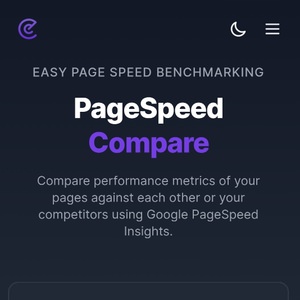 EASY PAGE SPEED BENCHMARKING
PageSpeed
Compare
Compare performance metrics of your
pages against each other or your
competitors using Google PageSpeed
Insights.